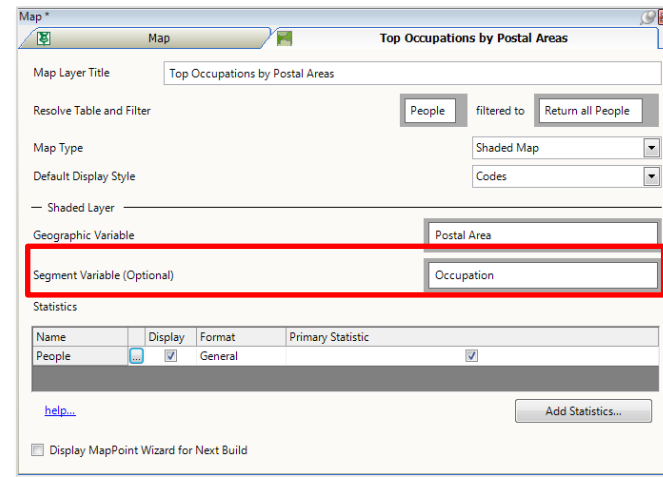 Map *
Map Top Occupations by Postal Areas
Map Layer Title Top Occupations by Postal Areas
Resolve Table and Filter People filtered to Return all People
Map Type Shaded Map
Default Display Style Codes
Shaded Layer
Geographic Variable Postal Area
Segment Variable (Optional) Occupation
Statistics
Name Display Format Primary Statistic
People ... General
help... Add Statistics...
Display MapPoint Wizard for Next Build